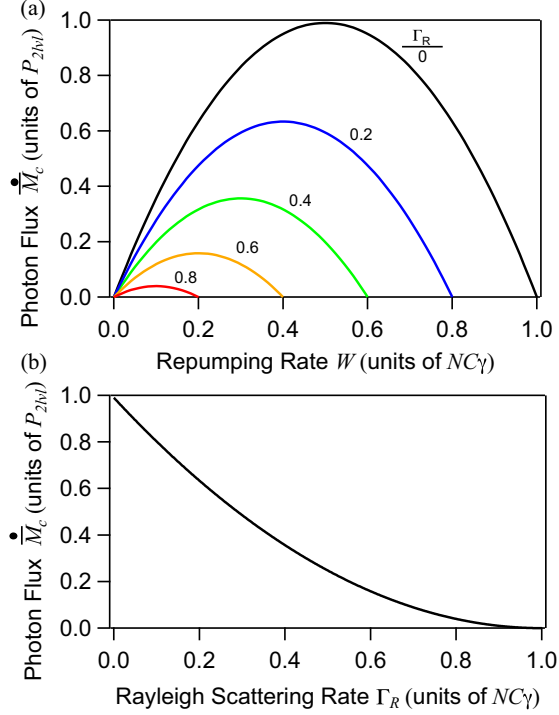 (a)
Photon Flux Ṁ̅_c (units of P_2lvl)
1.0
0.8
0.6
0.4
0.2
0.0
Γ_R
0
0.2
0.4
0.6
0.8
0.0 0.2 0.4 0.6 0.8 1.0
Repumping Rate W (units of NCγ)
(b)
Photon Flux Ṁ̅_c (units of P_2lvl)
1.0
0.8
0.6
0.4
0.2
0.0
0.0 0.2 0.4 0.6 0.8 1.0
Rayleigh Scattering Rate Γ_R (units of NCγ)